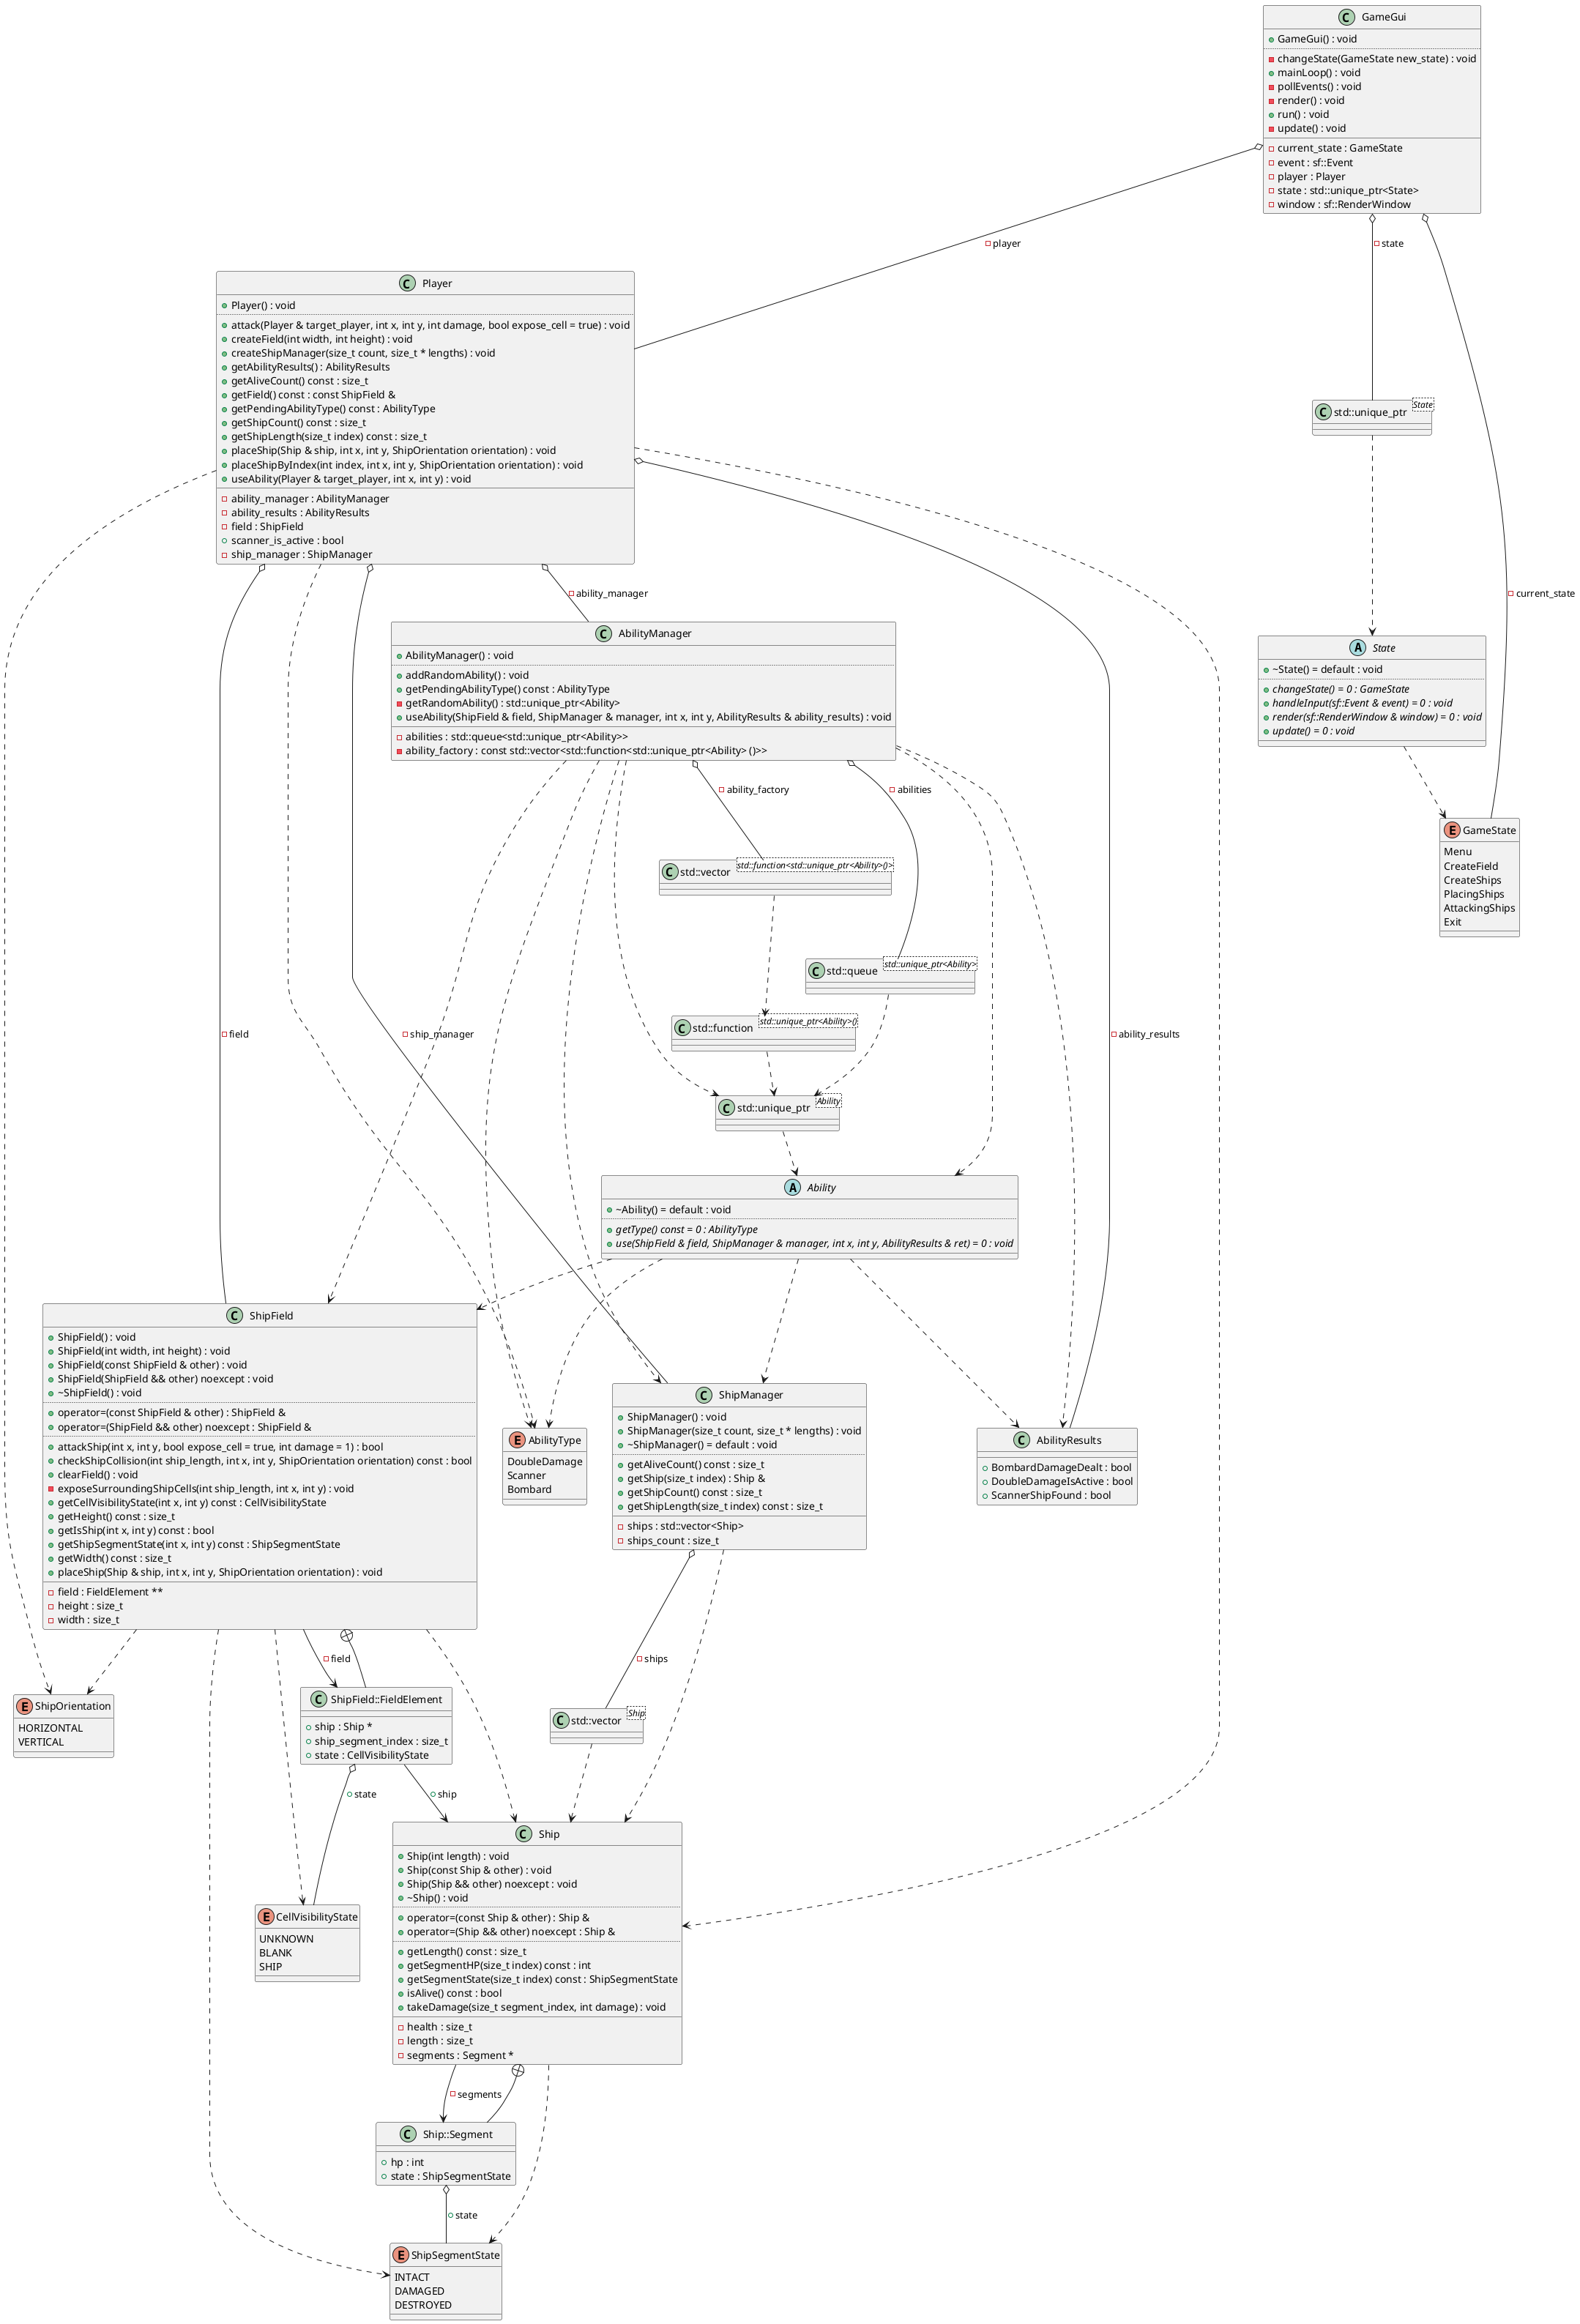 GameGui
GameGui() : void
changeState(GameState new_state) : void
mainLoop() : void
pollEvents() : void
render() : void
run() : void
update() : void
current_state : GameState
event : sf::Event
player : Player
state : std::unique_ptr<State>
window : sf::RenderWindow
player
state
Player
Player() : void
attack(Player & target_player, int x, int y, int damage, bool expose_cell = true) : void
createField(int width, int height) : void
createShipManager(size_t count, size_t * lengths) : void
getAbilityResults() : AbilityResults
getAliveCount() const : size_t
getField() const : const ShipField &
getPendingAbilityType() const : AbilityType
getShipCount() const : size_t
getShipLength(size_t index) const : size_t
placeShip(Ship & ship, int x, int y, ShipOrientation orientation) : void
placeShipByIndex(int index, int x, int y, ShipOrientation orientation) : void
useAbility(Player & target_player, int x, int y) : void
ability_manager : AbilityManager
ability_results : AbilityResults
field : ShipField
scanner_is_active : bool
ship_manager : ShipManager
std::unique_ptr
State
ability_manager
current_state
AbilityManager
AbilityManager() : void
addRandomAbility() : void
getPendingAbilityType() const : AbilityType
getRandomAbility() : std::unique_ptr<Ability>
useAbility(ShipField & field, ShipManager & manager, int x, int y, AbilityResults & ability_results) : void
abilities : std::queue<std::unique_ptr<Ability>>
ability_factory : const std::vector<std::function<std::unique_ptr<Ability> ()>>
State
~State() = default : void
changeState() = 0 : GameState
handleInput(sf::Event & event) = 0 : void
render(sf::RenderWindow & window) = 0 : void
update() = 0 : void
ability_factory
abilities
GameState
Menu
CreateField
CreateShips
PlacingShips
AttackingShips
Exit
std::vector
std::function<std::unique_ptr<Ability>()>
std::queue
std::unique_ptr<Ability>
std::function
std::unique_ptr<Ability>()
field
ship_manager
ability_results
std::unique_ptr
Ability
Ability
~Ability() = default : void
getType() const = 0 : AbilityType
use(ShipField & field, ShipManager & manager, int x, int y, AbilityResults & ret) = 0 : void
ShipField
ShipField() : void
ShipField(int width, int height) : void
ShipField(const ShipField & other) : void
ShipField(ShipField && other) noexcept : void
~ShipField() : void
operator=(const ShipField & other) : ShipField &
operator=(ShipField && other) noexcept : ShipField &
attackShip(int x, int y, bool expose_cell = true, int damage = 1) : bool
checkShipCollision(int ship_length, int x, int y, ShipOrientation orientation) const : bool
clearField() : void
exposeSurroundingShipCells(int ship_length, int x, int y) : void
getCellVisibilityState(int x, int y) const : CellVisibilityState
getHeight() const : size_t
getIsShip(int x, int y) const : bool
getShipSegmentState(int x, int y) const : ShipSegmentState
getWidth() const : size_t
placeShip(Ship & ship, int x, int y, ShipOrientation orientation) : void
field : FieldElement **
height : size_t
width : size_t
AbilityType
DoubleDamage
Scanner
Bombard
ShipManager
ShipManager() : void
ShipManager(size_t count, size_t * lengths) : void
~ShipManager() = default : void
getAliveCount() const : size_t
getShip(size_t index) : Ship &
getShipCount() const : size_t
getShipLength(size_t index) const : size_t
ships : std::vector<Ship>
ships_count : size_t
AbilityResults
BombardDamageDealt : bool
DoubleDamageIsActive : bool
ScannerShipFound : bool
field
ships
ShipOrientation
HORIZONTAL
VERTICAL
ShipField::FieldElement
ship : Ship *
ship_segment_index : size_t
state : CellVisibilityState
std::vector
Ship
state
ship
CellVisibilityState
UNKNOWN
BLANK
SHIP
Ship
Ship(int length) : void
Ship(const Ship & other) : void
Ship(Ship && other) noexcept : void
~Ship() : void
operator=(const Ship & other) : Ship &
operator=(Ship && other) noexcept : Ship &
getLength() const : size_t
getSegmentHP(size_t index) const : int
getSegmentState(size_t index) const : ShipSegmentState
isAlive() const : bool
takeDamage(size_t segment_index, int damage) : void
health : size_t
length : size_t
segments : Segment *
segments
Ship::Segment
hp : int
state : ShipSegmentState
state
ShipSegmentState
INTACT
DAMAGED
DESTROYED